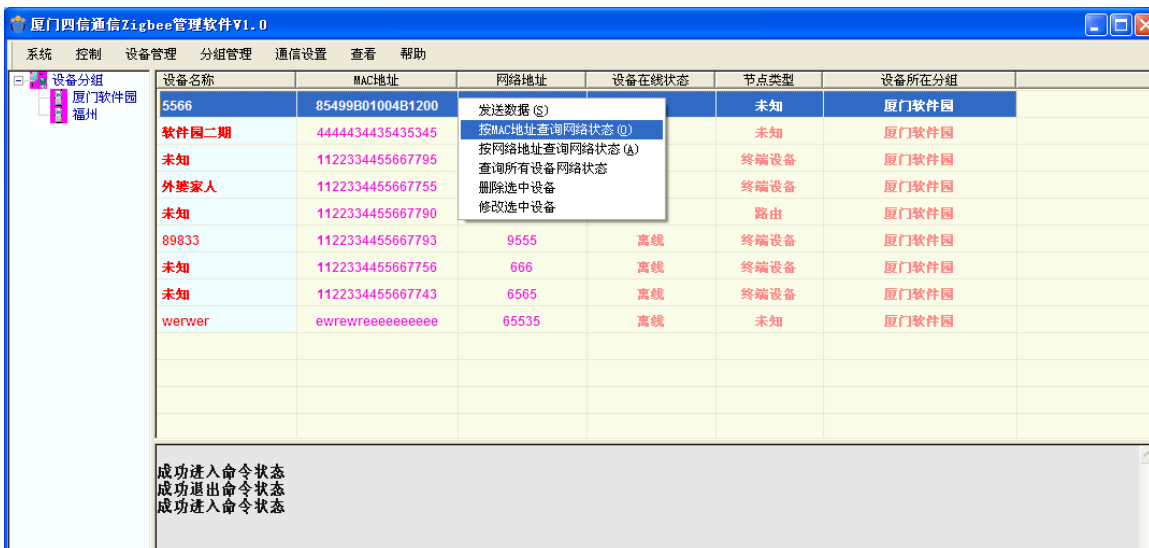 厦门四信通信Zigbee管理软件V1.0
系统 控制 设备管理 分组管理 通信设置 查看 帮助
设备分组
厦门软件园
福州
设备名称 MAC地址 网络地址 设备在线状态 节点类型 设备所在分组
5566 85499B01004B1200 未知 厦门软件园
软件园二期 4444434435435345 未知 厦门软件园
未知 1122334455667795 终端设备 厦门软件园
外婆家人 1122334455667755 终端设备 厦门软件园
未知 1122334455667790 路由 厦门软件园
89833 1122334455667793 9555 离线 终端设备 厦门软件园
未知 1122334455667756 666 离线 终端设备 厦门软件园
未知 1122334455667743 6565 离线 终端设备 厦门软件园
werwer ewrewreeeeeeeeee 65535 离线 未知 厦门软件园
发送数据(S)
按MAC地址查询网络状态(Q)
按网络地址查询网络状态(A)
查询所有设备网络状态
删除选中设备
修改选中设备
成功进入命令状态
成功退出命令状态
成功进入命令状态